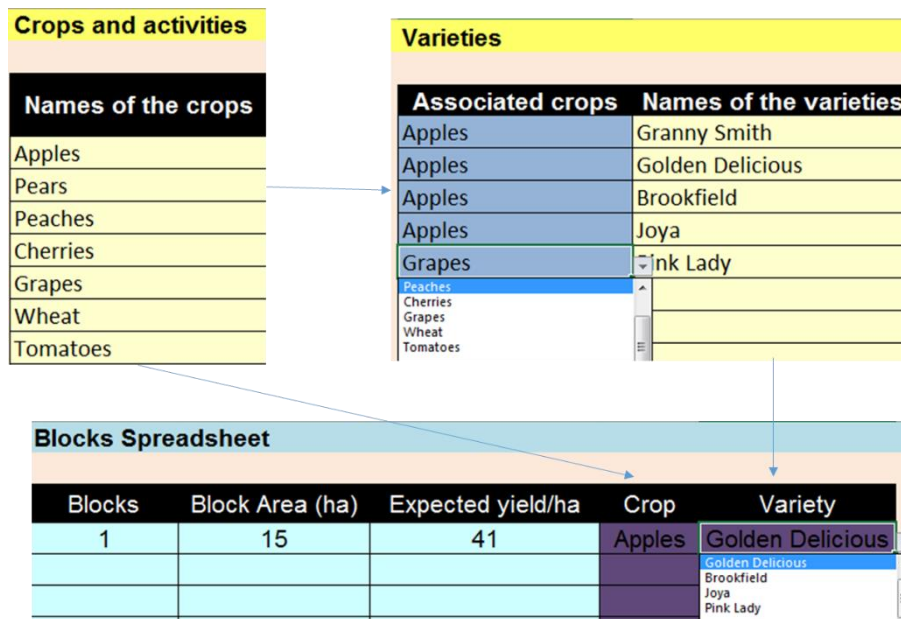 Crops and activities
Names of the crops
Apples
Pears
Peaches
Cherries
Grapes
Wheat
Tomatoes
Varieties
Associated crops Names of the varieties
Apples Granny Smith
Apples Golden Delicious
Apples Brookfield
Apples Joya
Grapes ink Lady
Peaches
Cherries
Grapes
Wheat
Tomatoes
Blocks Spreadsheet
Blocks Block Area (ha) Expected yield/ha Crop Variety
1 15 41 Apples Golden Delicious
Golden Delicious
Brookfield
Joya
Pink Lady